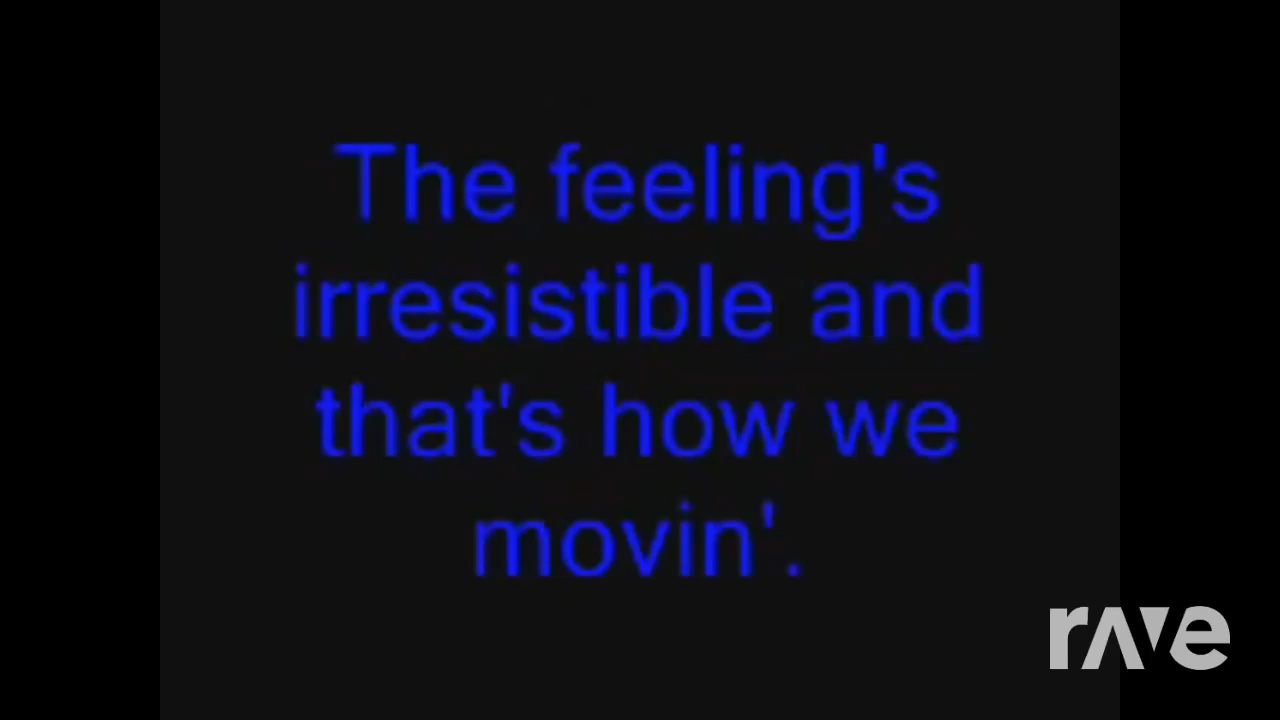 The feeling's
irresistible and
that's how we
movin'.
rave